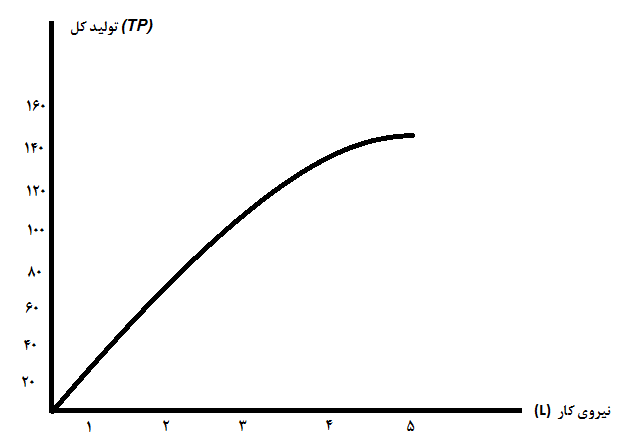 تولید کل (TP)
۱۶۰
۱۴۰
۱۲۰
۱۰۰
۸۰
۶۰
۴۰
۲۰
۱ ۲ ۳ ۴ ۵
نیروی کار (L)